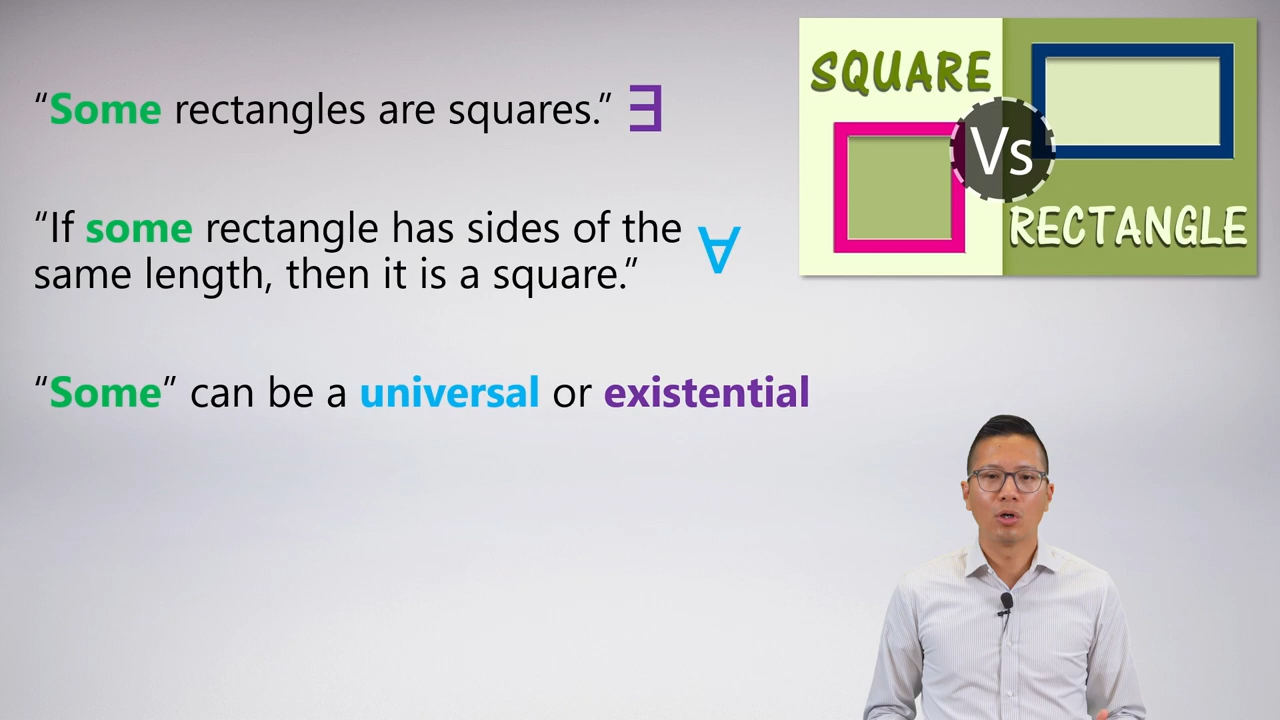 “Some rectangles are squares.” ∃
“If some rectangle has sides of the
same length, then it is a square.” ∀
“Some” can be a universal or existential
SQUARE
Vs
RECTANGLE